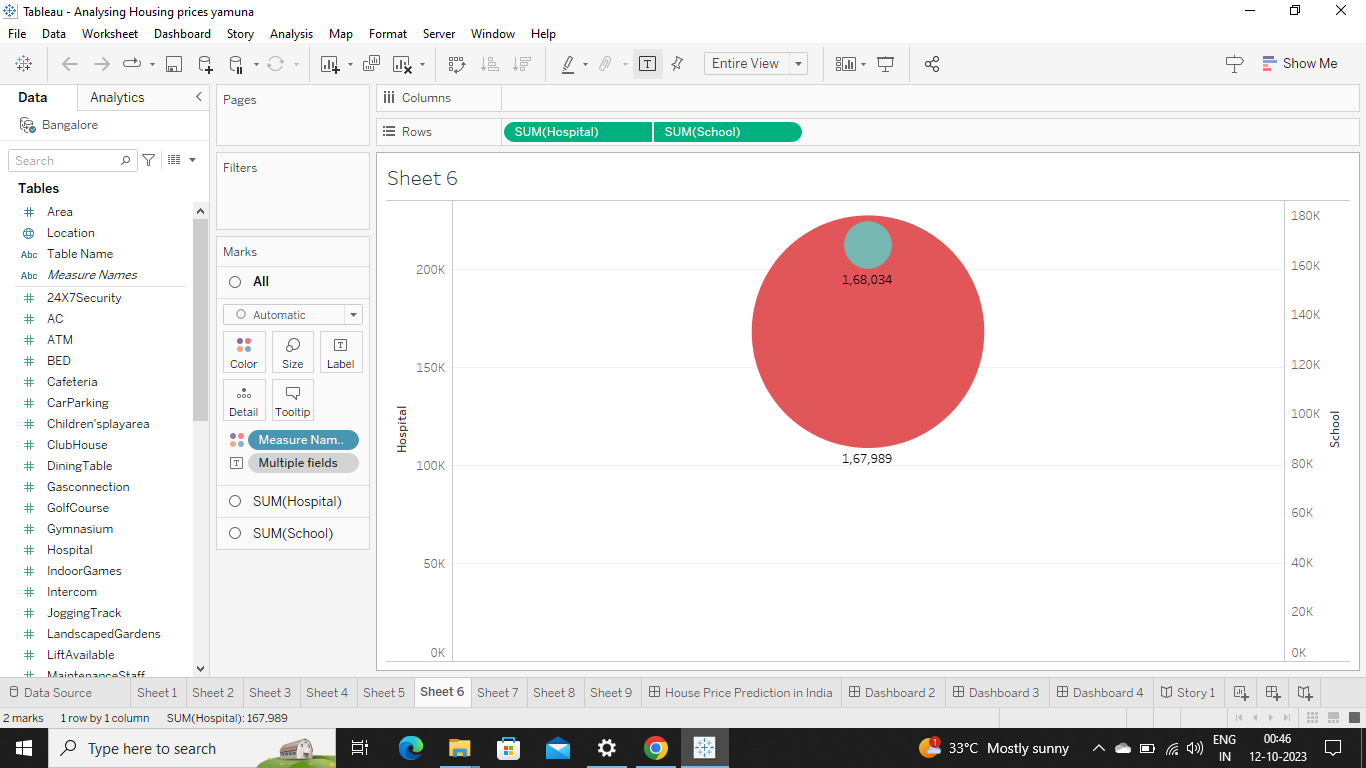 Tableau - Analysing Housing prices yamuna
File Data Worksheet Dashboard Story Analysis Map Format Server Window Help
Entire View
Show Me
Data Analytics
Bangalore
Search
Tables
Area
Location
Abc Table Name
Abc Measure Names
24X7Security
AC
ATM
BED
Cafeteria
CarParking
Children'splayarea
ClubHouse
DiningTable
Gasconnection
GolfCourse
Gymnasium
Hospital
IndoorGames
Intercom
JoggingTrack
LandscapedGardens
LiftAvailable
MaintenanceStaff
Pages
Filters
Marks
All
Automatic
Color Size Label
Detail Tooltip
Measure Nam..
Multiple fields
SUM(Hospital)
SUM(School)
Columns
Rows SUM(Hospital) SUM(School)
Sheet 6
Hospital
200K
150K
100K
50K
0K
1,68,034
1,67,989
180K
160K
140K
120K
100K
80K
60K
40K
20K
0K
School
Data Source Sheet 1 Sheet 2 Sheet 3 Sheet 4 Sheet 5 Sheet 6 Sheet 7 Sheet 8 Sheet 9 House Price Prediction in India Dashboard 2 Dashboard 3 Dashboard 4 Story 1
2 marks 1 row by 1 column SUM(Hospital): 167,989
Type here to search
1 33°C Mostly sunny
ENG
IN
00:46
12-10-2023